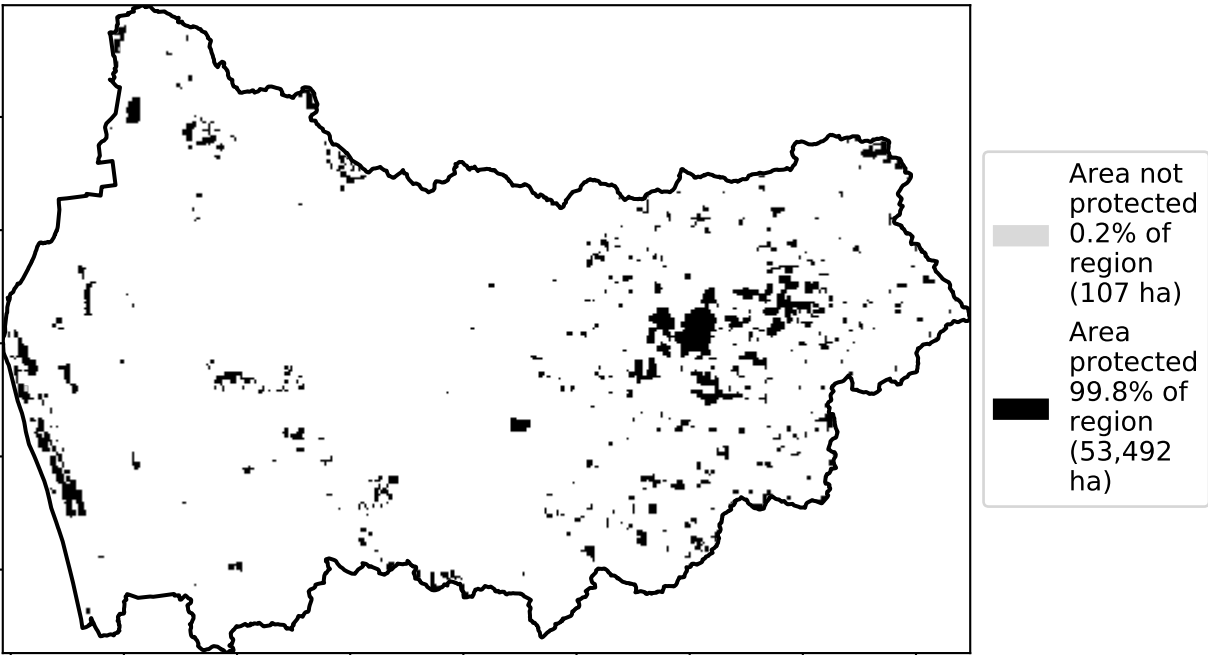 Area not
protected
0.2% of
region
(107 ha)
Area
protected
99.8% of
region
(53,492
ha)